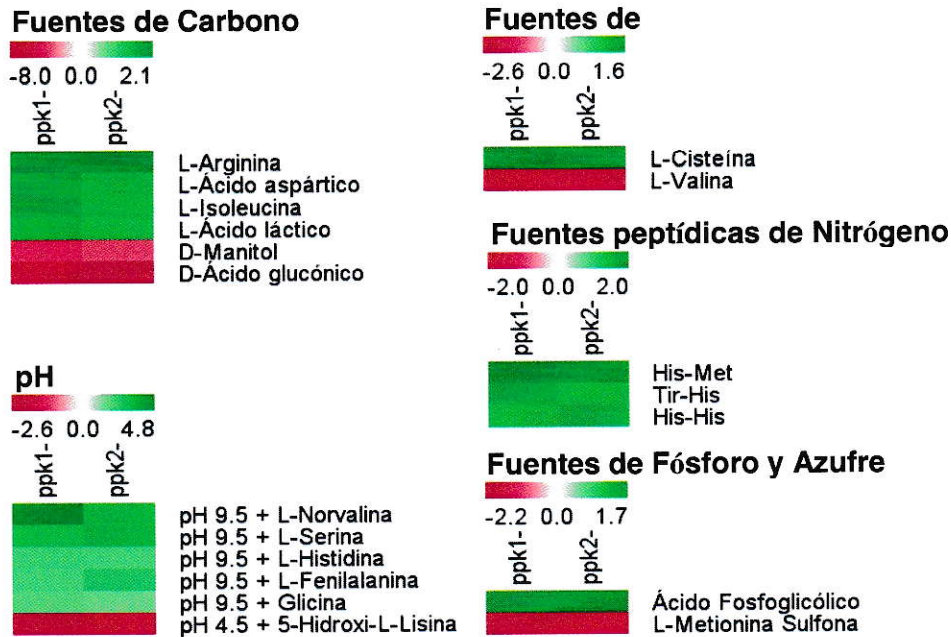 Fuentes de Carbono
-8.0 0.0 2.1
ppk1- ppk2-
L-Arginina
L-Ácido aspártico
L-Isoleucina
L-Ácido láctico
D-Manitol
D-Ácido glucónico
pH
-2.6 0.0 4.8
ppk1- ppk2-
pH 9.5 + L-Norvalina
pH 9.5 + L-Serina
pH 9.5 + L-Histidina
pH 9.5 + L-Fenilalanina
pH 9.5 + Glicina
pH 4.5 + 5-Hidroxi-L-Lisina
Fuentes de
-2.6 0.0 1.6
ppk1- ppk2-
L-Cisteína
L-Valina
Fuentes peptídicas de Nitrógeno
-2.0 0.0 2.0
ppk1- ppk2-
His-Met
Tir-His
His-His
Fuentes de Fósforo y Azufre
-2.2 0.0 1.7
ppk1- ppk2-
Ácido Fosfoglicólico
L-Metionina Sulfona